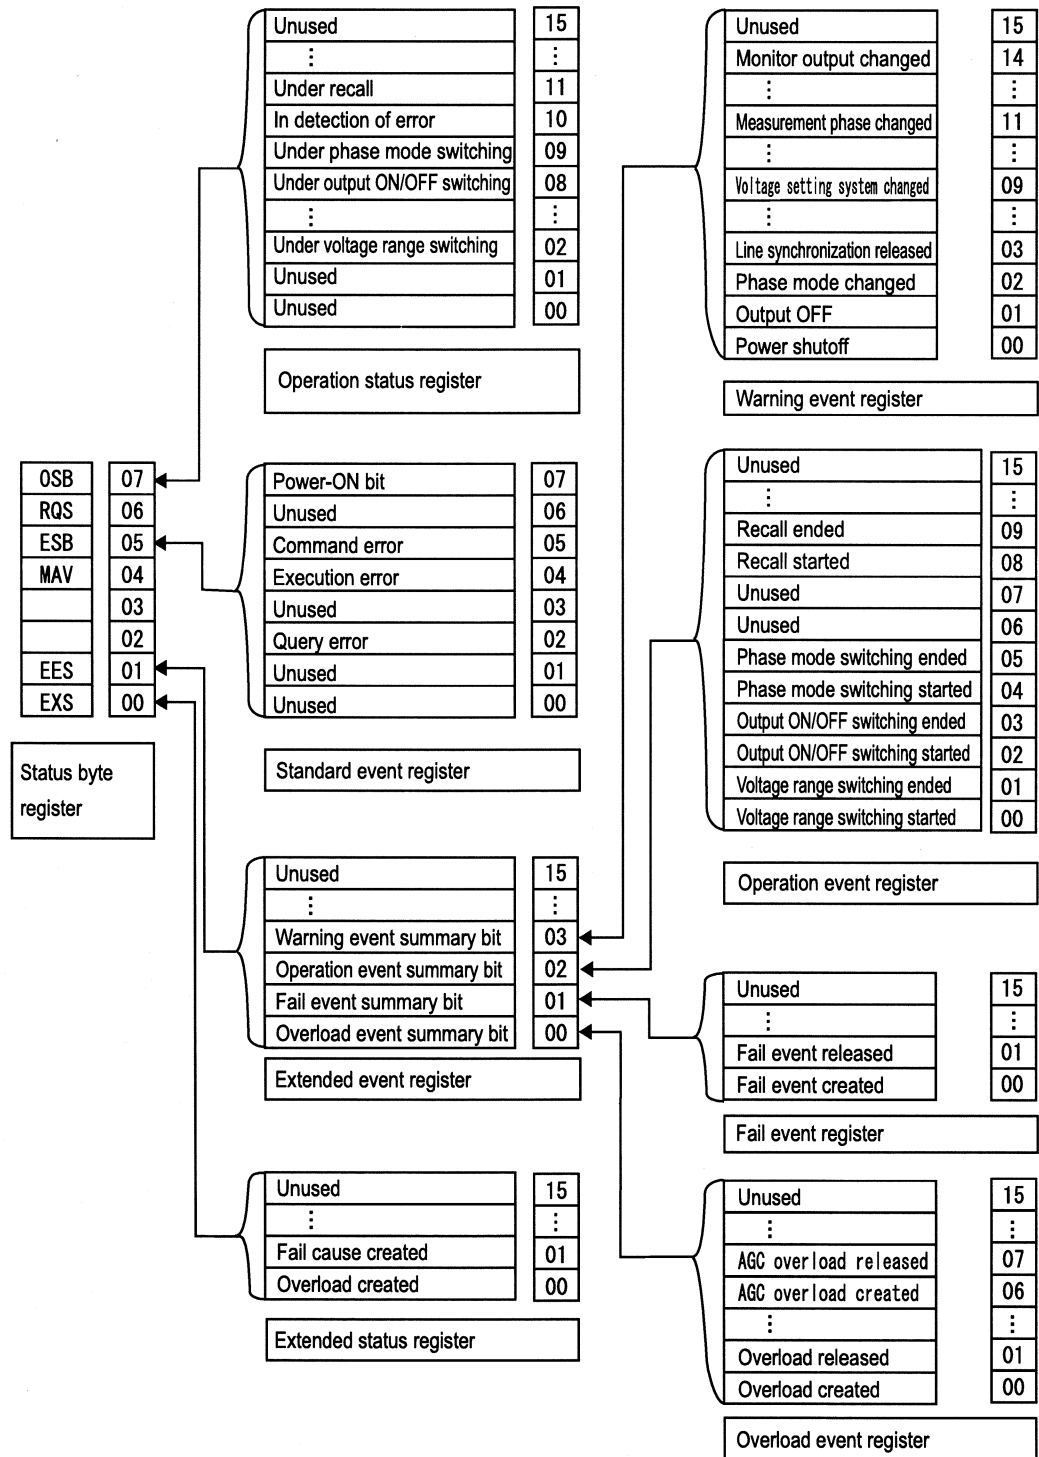 Unused 15
⋮ ⋮
Under recall 11
In detection of error 10
Under phase mode switching 09
Under output ON/OFF switching 08
⋮ ⋮
Under voltage range switching 02
Unused 01
Unused 00
Operation status register
Unused 15
Monitor output changed 14
⋮ ⋮
Measurement phase changed 11
⋮ ⋮
Voltage setting system changed 09
⋮ ⋮
Line synchronization released 03
Phase mode changed 02
Output OFF 01
Power shutoff 00
Warning event register
OSB 07
RQS 06
ESB 05
MAV 04
03
02
EES 01
EXS 00
Status byte
register
Power-ON bit 07
Unused 06
Command error 05
Execution error 04
Unused 03
Query error 02
Unused 01
Unused 00
Standard event register
Unused 15
⋮ ⋮
Recall ended 09
Recall started 08
Unused 07
Unused 06
Phase mode switching ended 05
Phase mode switching started 04
Output ON/OFF switching ended 03
Output ON/OFF switching started 02
Voltage range switching ended 01
Voltage range switching started 00
Operation event register
Unused 15
⋮ ⋮
Warning event summary bit 03
Operation event summary bit 02
Fail event summary bit 01
Overload event summary bit 00
Extended event register
Unused 15
⋮ ⋮
Fail event released 01
Fail event created 00
Fail event register
Unused 15
⋮ ⋮
Fail cause created 01
Overload created 00
Extended status register
Unused 15
⋮ ⋮
AGC overload released 07
AGC overload created 06
⋮ ⋮
Overload released 01
Overload created 00
Overload event register